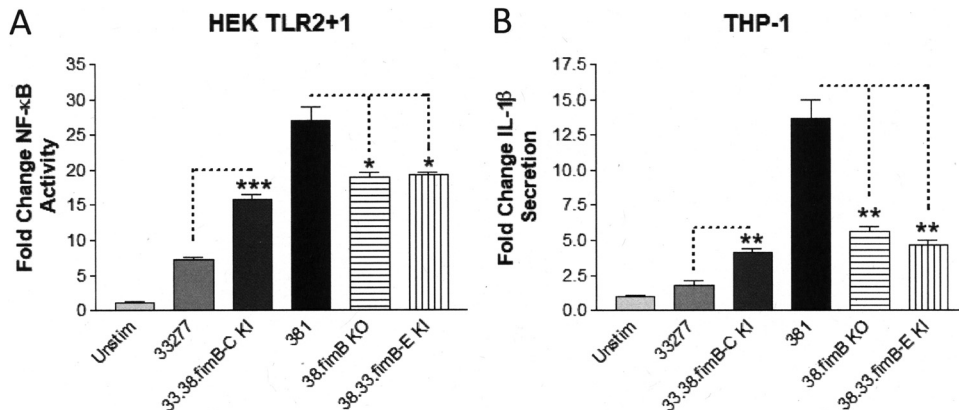 A
HEK TLR2+1
Fold Change NF-κB
Activity
35
30
25
20
15
10
5
0
***
*
*
Unstim
33277
33.38.fimB-C KI
381
38.fimB KO
38.33.fimB-E KI
B
THP-1
Fold Change IL-1β
Secretion
17.5
15.0
12.5
10.0
7.5
5.0
2.5
0.0
**
**
**
Unstim
33277
33.38.fimB-C KI
381
38.fimB KO
38.33.fimB-E KI